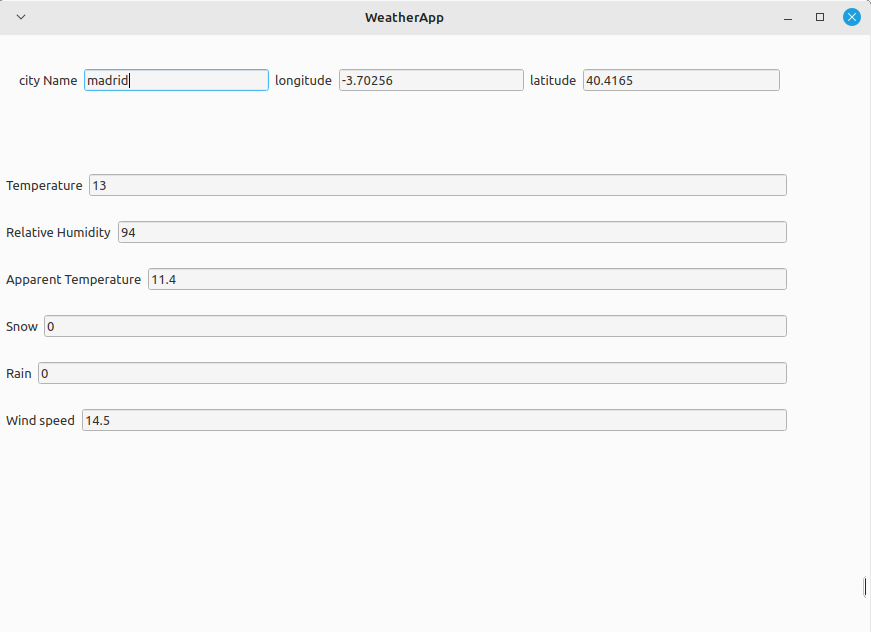 WeatherApp
city Name madrid longitude -3.70256 latitude 40.4165
Temperature 13
Relative Humidity 94
Apparent Temperature 11.4
Snow 0
Rain 0
Wind speed 14.5